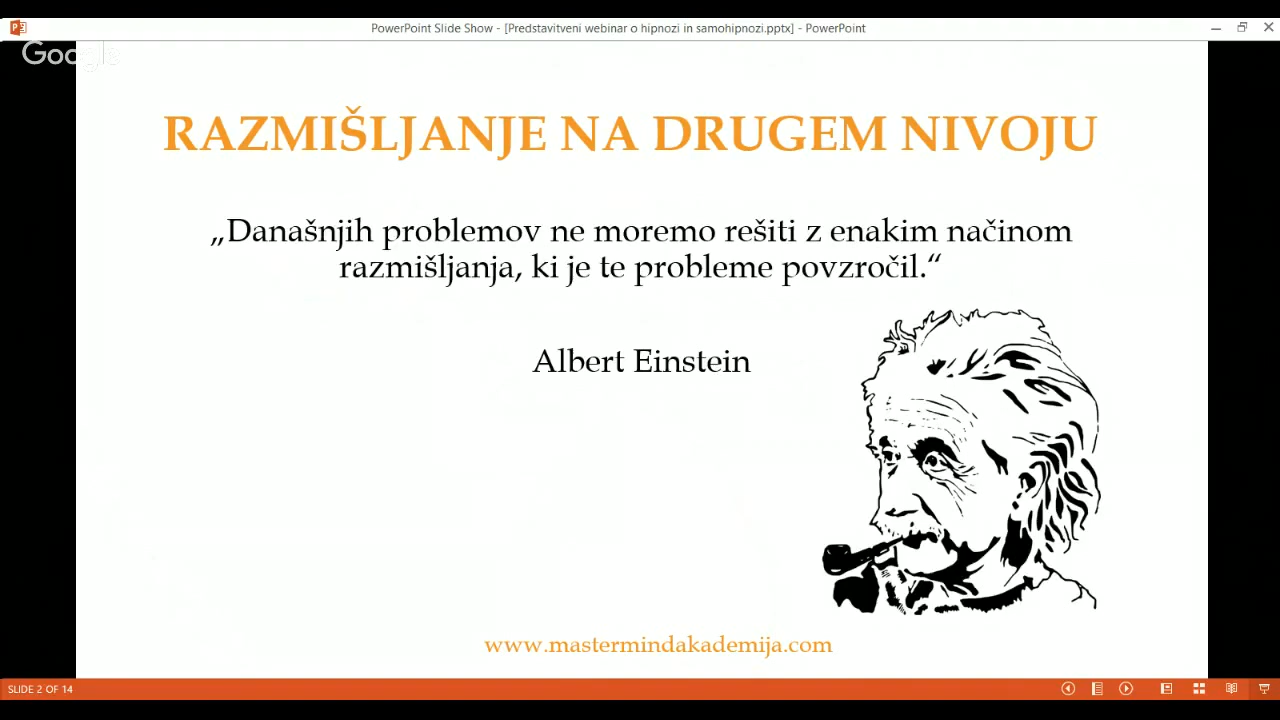 PowerPoint Slide Show - [Predstavitveni webinar o hipnozi in samohipnozi.pptx] - PowerPoint
Google
RAZMIŠLJANJE NA DRUGEM NIVOJU
„Današnjih problemov ne moremo rešiti z enakim načinom
razmišljanja, ki je te probleme povzročil.“
Albert Einstein
www.mastermindakademija.com
SLIDE 2 OF 14